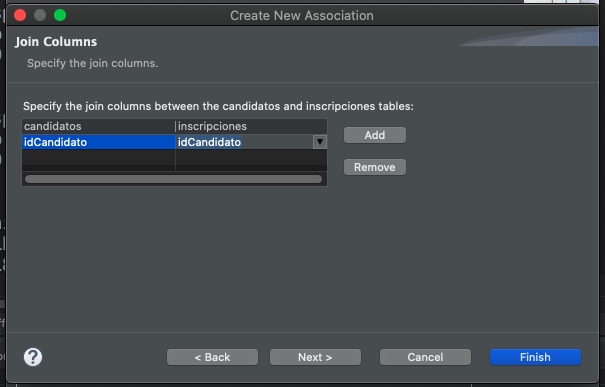 Create New Association
Join Columns
Specify the join columns.
Specify the join columns between the candidatos and inscripciones tables:
candidatos inscripciones
idCandidato idCandidato
Add
Remove
? < Back Next > Cancel Finish